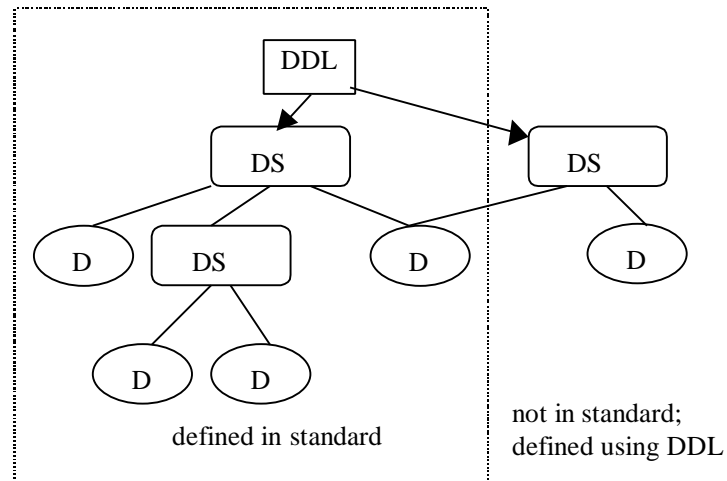 DDL
DS
DS
D
DS
D
D
D
D
defined in standard
not in standard;
defined using DDL